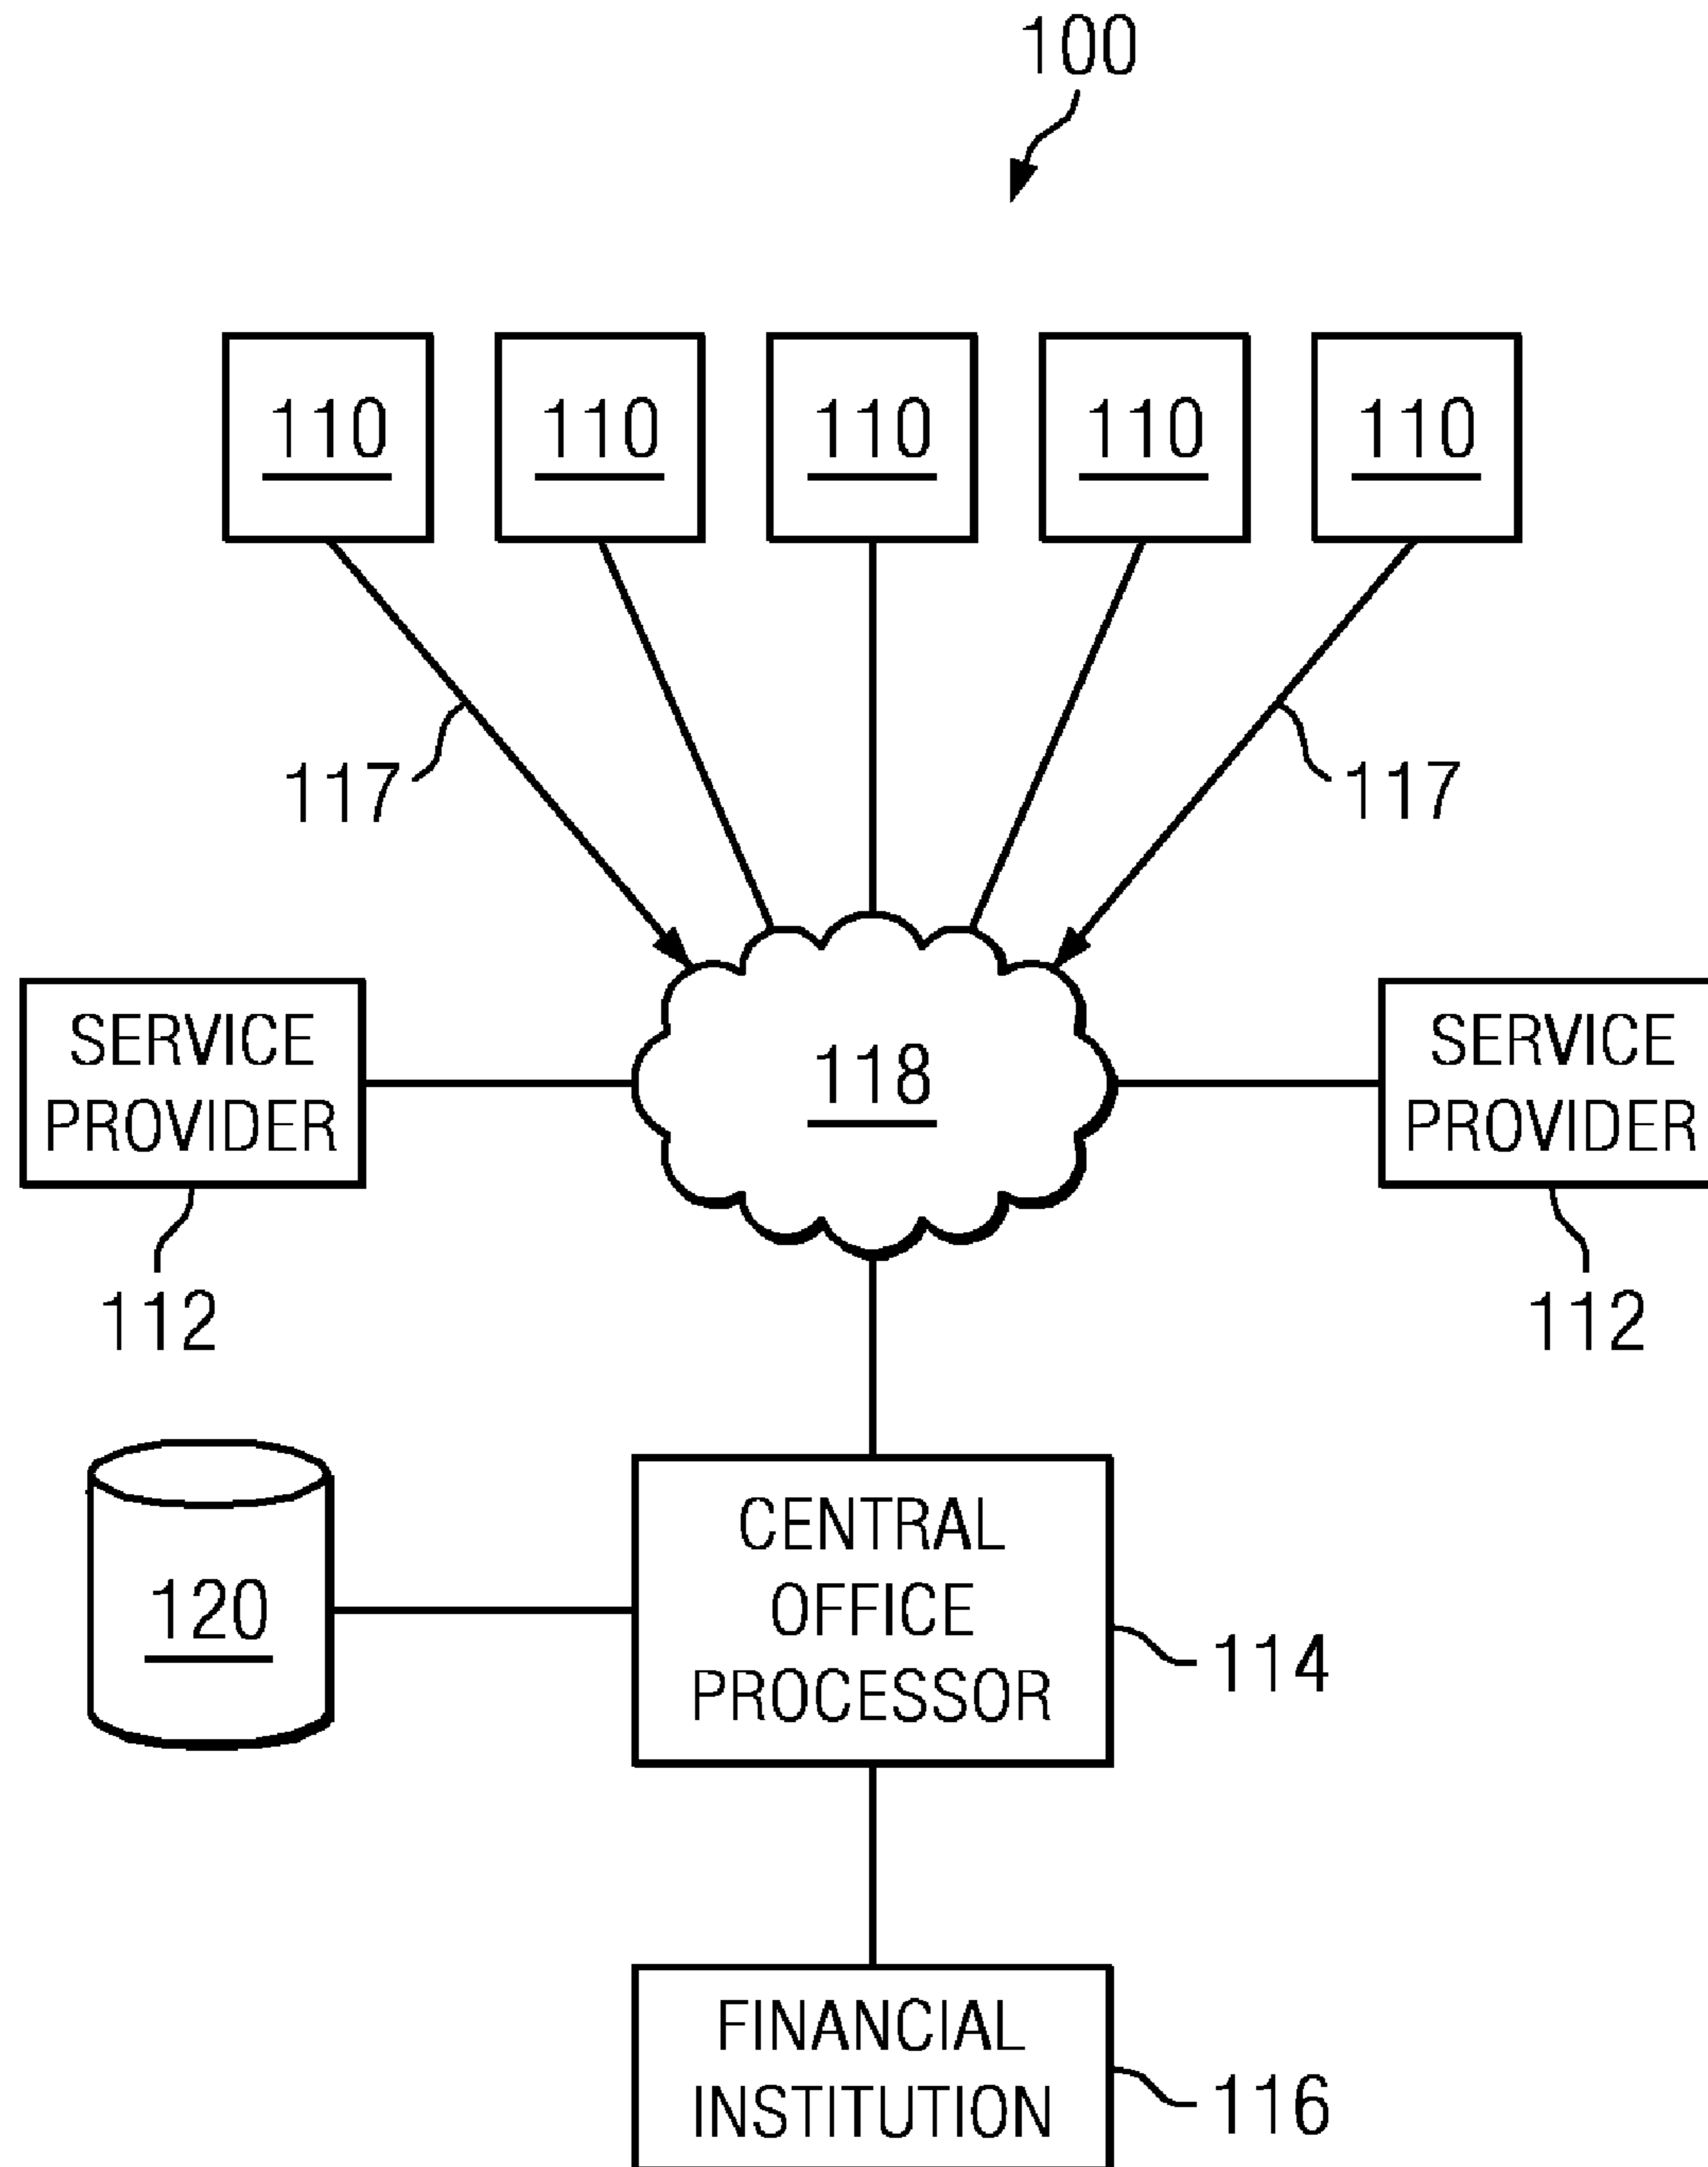 100
110 110 110 110 110
117 117
SERVICE
PROVIDER
118
SERVICE
PROVIDER
112 112
120
CENTRAL
OFFICE
PROCESSOR
114
FINANCIAL
INSTITUTION
116